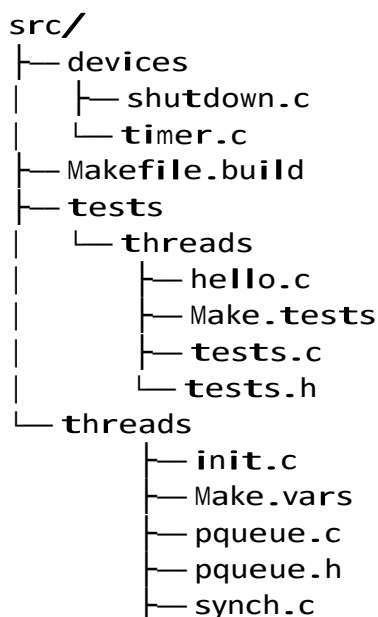 src/
├── devices
│   ├── shutdown.c
│   └── timer.c
├── Makefile.build
├── tests
│   └── threads
│       ├── hello.c
│       ├── Make.tests
│       ├── tests.c
│       └── tests.h
└── threads
    ├── init.c
    ├── Make.vars
    ├── pqueue.c
    ├── pqueue.h
    ├── synch.c